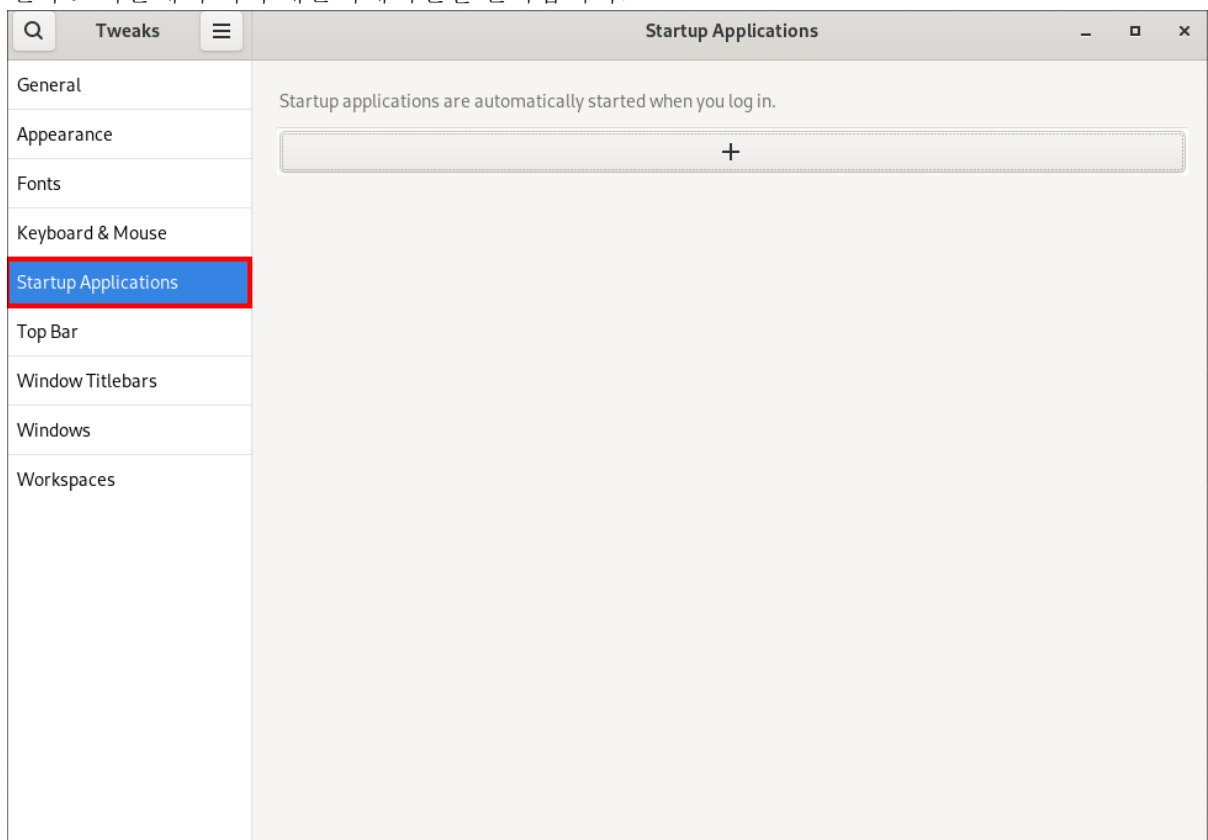 Tweaks
Startup Applications
General
Startup applications are automatically started when you log in.
Appearance
+
Fonts
Keyboard & Mouse
Startup Applications
Top Bar
Window Titlebars
Windows
Workspaces